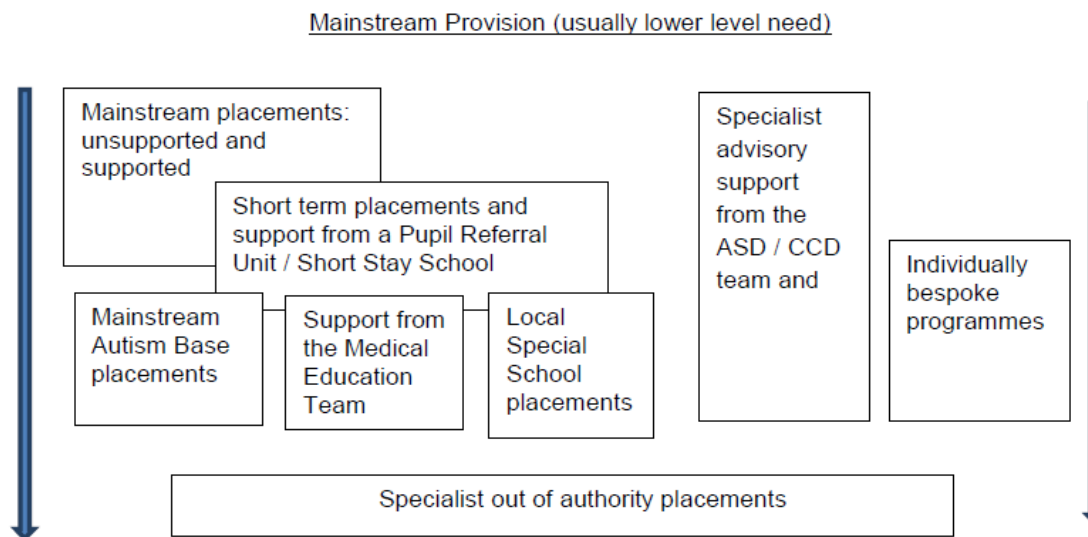 Mainstream Provision (usually lower level need)
Mainstream placements:
unsupported and
supported
Short term placements and
support from a Pupil Referral
Unit / Short Stay School
Mainstream
Autism Base
placements
Support from
the Medical
Education
Team
Local
Special
School
placements
Specialist
advisory
support
from the
ASD / CCD
team and
Individually
bespoke
programmes
Specialist out of authority placements